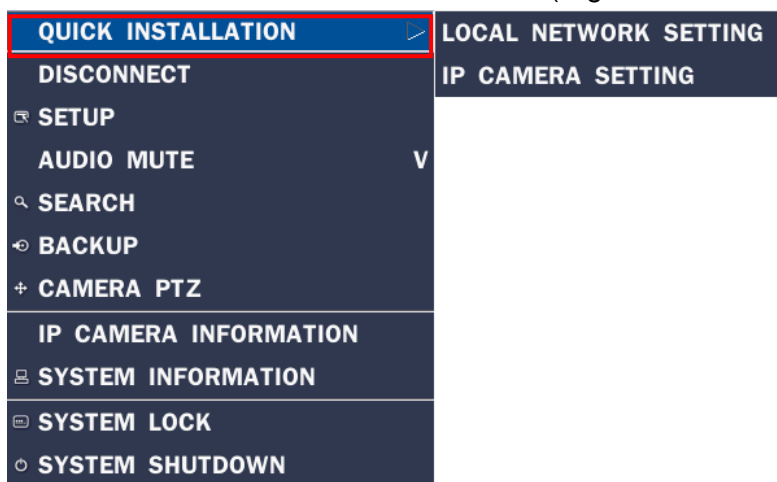 QUICK INSTALLATION
LOCAL NETWORK SETTING
DISCONNECT
IP CAMERA SETTING
SETUP
AUDIO MUTE V
SEARCH
BACKUP
CAMERA PTZ
IP CAMERA INFORMATION
SYSTEM INFORMATION
SYSTEM LOCK
SYSTEM SHUTDOWN